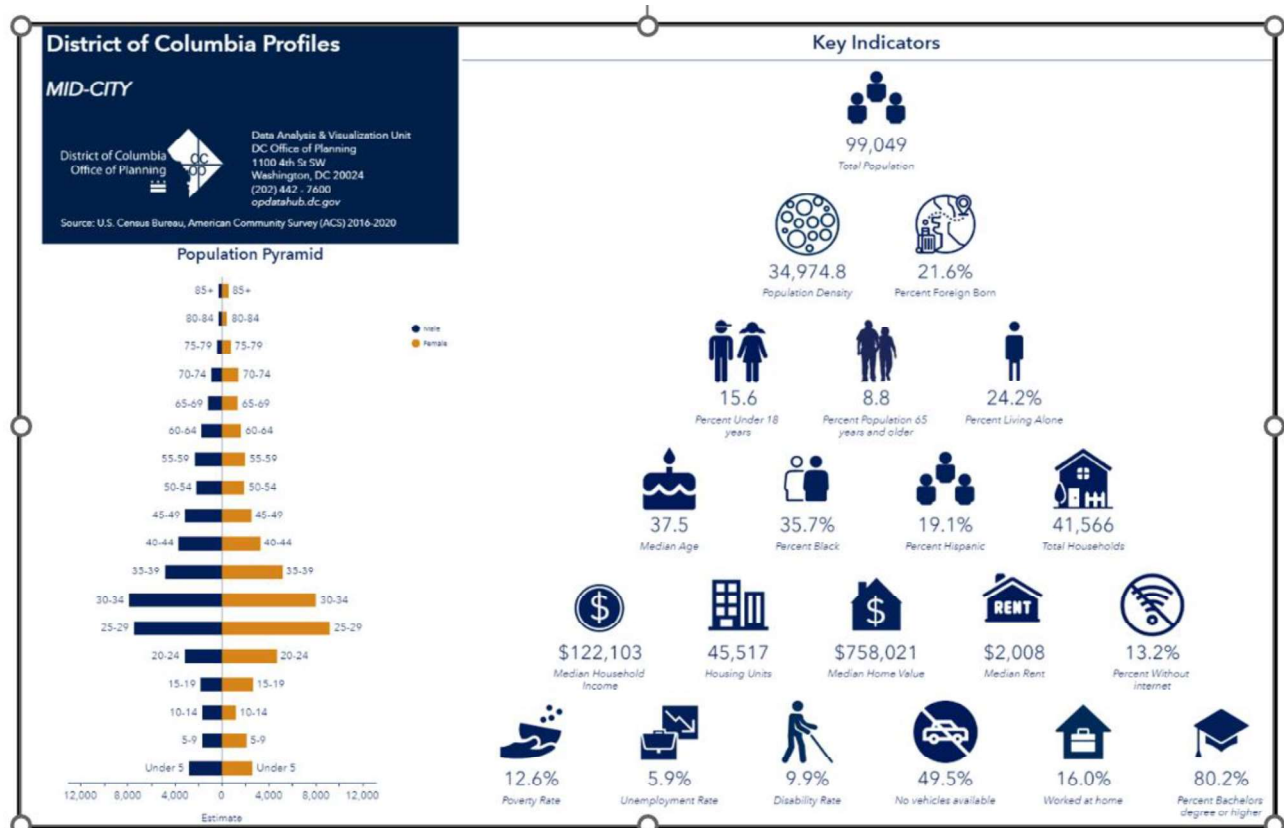 District of Columbia Profiles
MID-CITY
District of Columbia
Office of Planning
dc
op
Data Analysis & Visualization Unit
DC Office of Planning
1100 4th St SW
Washington, DC 20024
(202) 442 - 7600
opdatahub.dc.gov
Source: U.S. Census Bureau, American Community Survey (ACS) 2016-2020
Population Pyramid
85+ 85+
80-84 80-84
75-79 75-79
70-74 70-74
65-69 65-69
60-64 60-64
55-59 55-59
50-54 50-54
45-49 45-49
40-44 40-44
35-39 35-39
30-34 30-34
25-29 25-29
20-24 20-24
15-19 15-19
10-14 10-14
5-9 5-9
Under 5 Under 5
12,000 8,000 4,000 0 4,000 8,000 12,000
Estimate
Male
Female
Key Indicators
99,049
Total Population
34,974.8 21.6%
Population Density Percent Foreign Born
15.6 8.8 24.2%
Percent Under 18 Percent Population 65 Percent Living Alone
years years and older
37.5 35.7% 19.1% 41,566
Median Age Percent Black Percent Hispanic Total Households
$ $ RENT
$122,103 45,517 $758,021 $2,008 13.2%
Median Household Housing Units Median Home Value Median Rent Percent Without
Income internet
12.6% 5.9% 9.9% 49.5% 16.0% 80.2%
Poverty Rate Unemployment Rate Disability Rate No vehicles available Worked at home Percent Bachelors
degree or higher